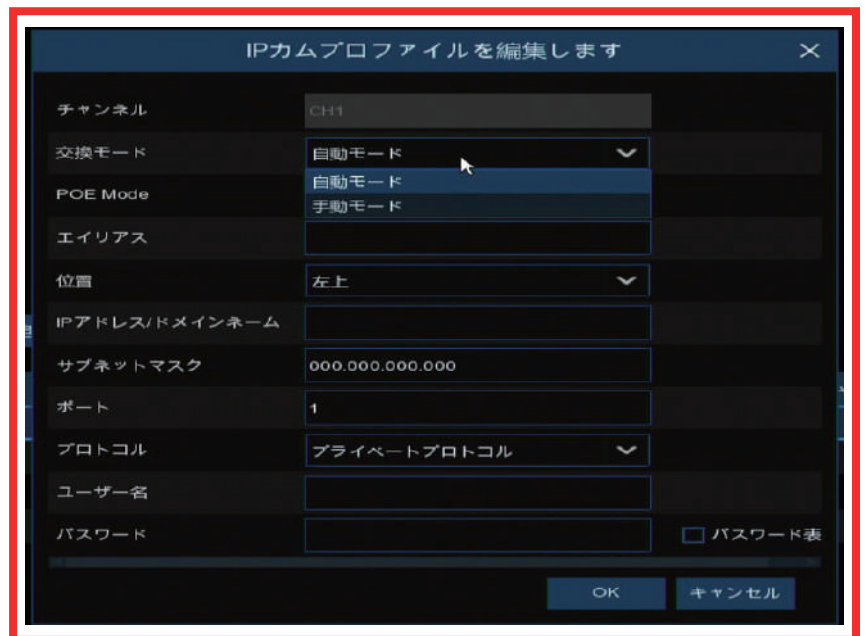 IPカムプロファイルを編集します
チャンネル CH1
交換モード 自動モード
自動モード
POE Mode
手動モード
エイリアス
位置 左上
IPアドレス/ドメインネーム
サブネットマスク 000.000.000.000
ポート 1
プロトコル プライベートプロトコル
ユーザー名
パスワード パスワード表
OK キャンセル